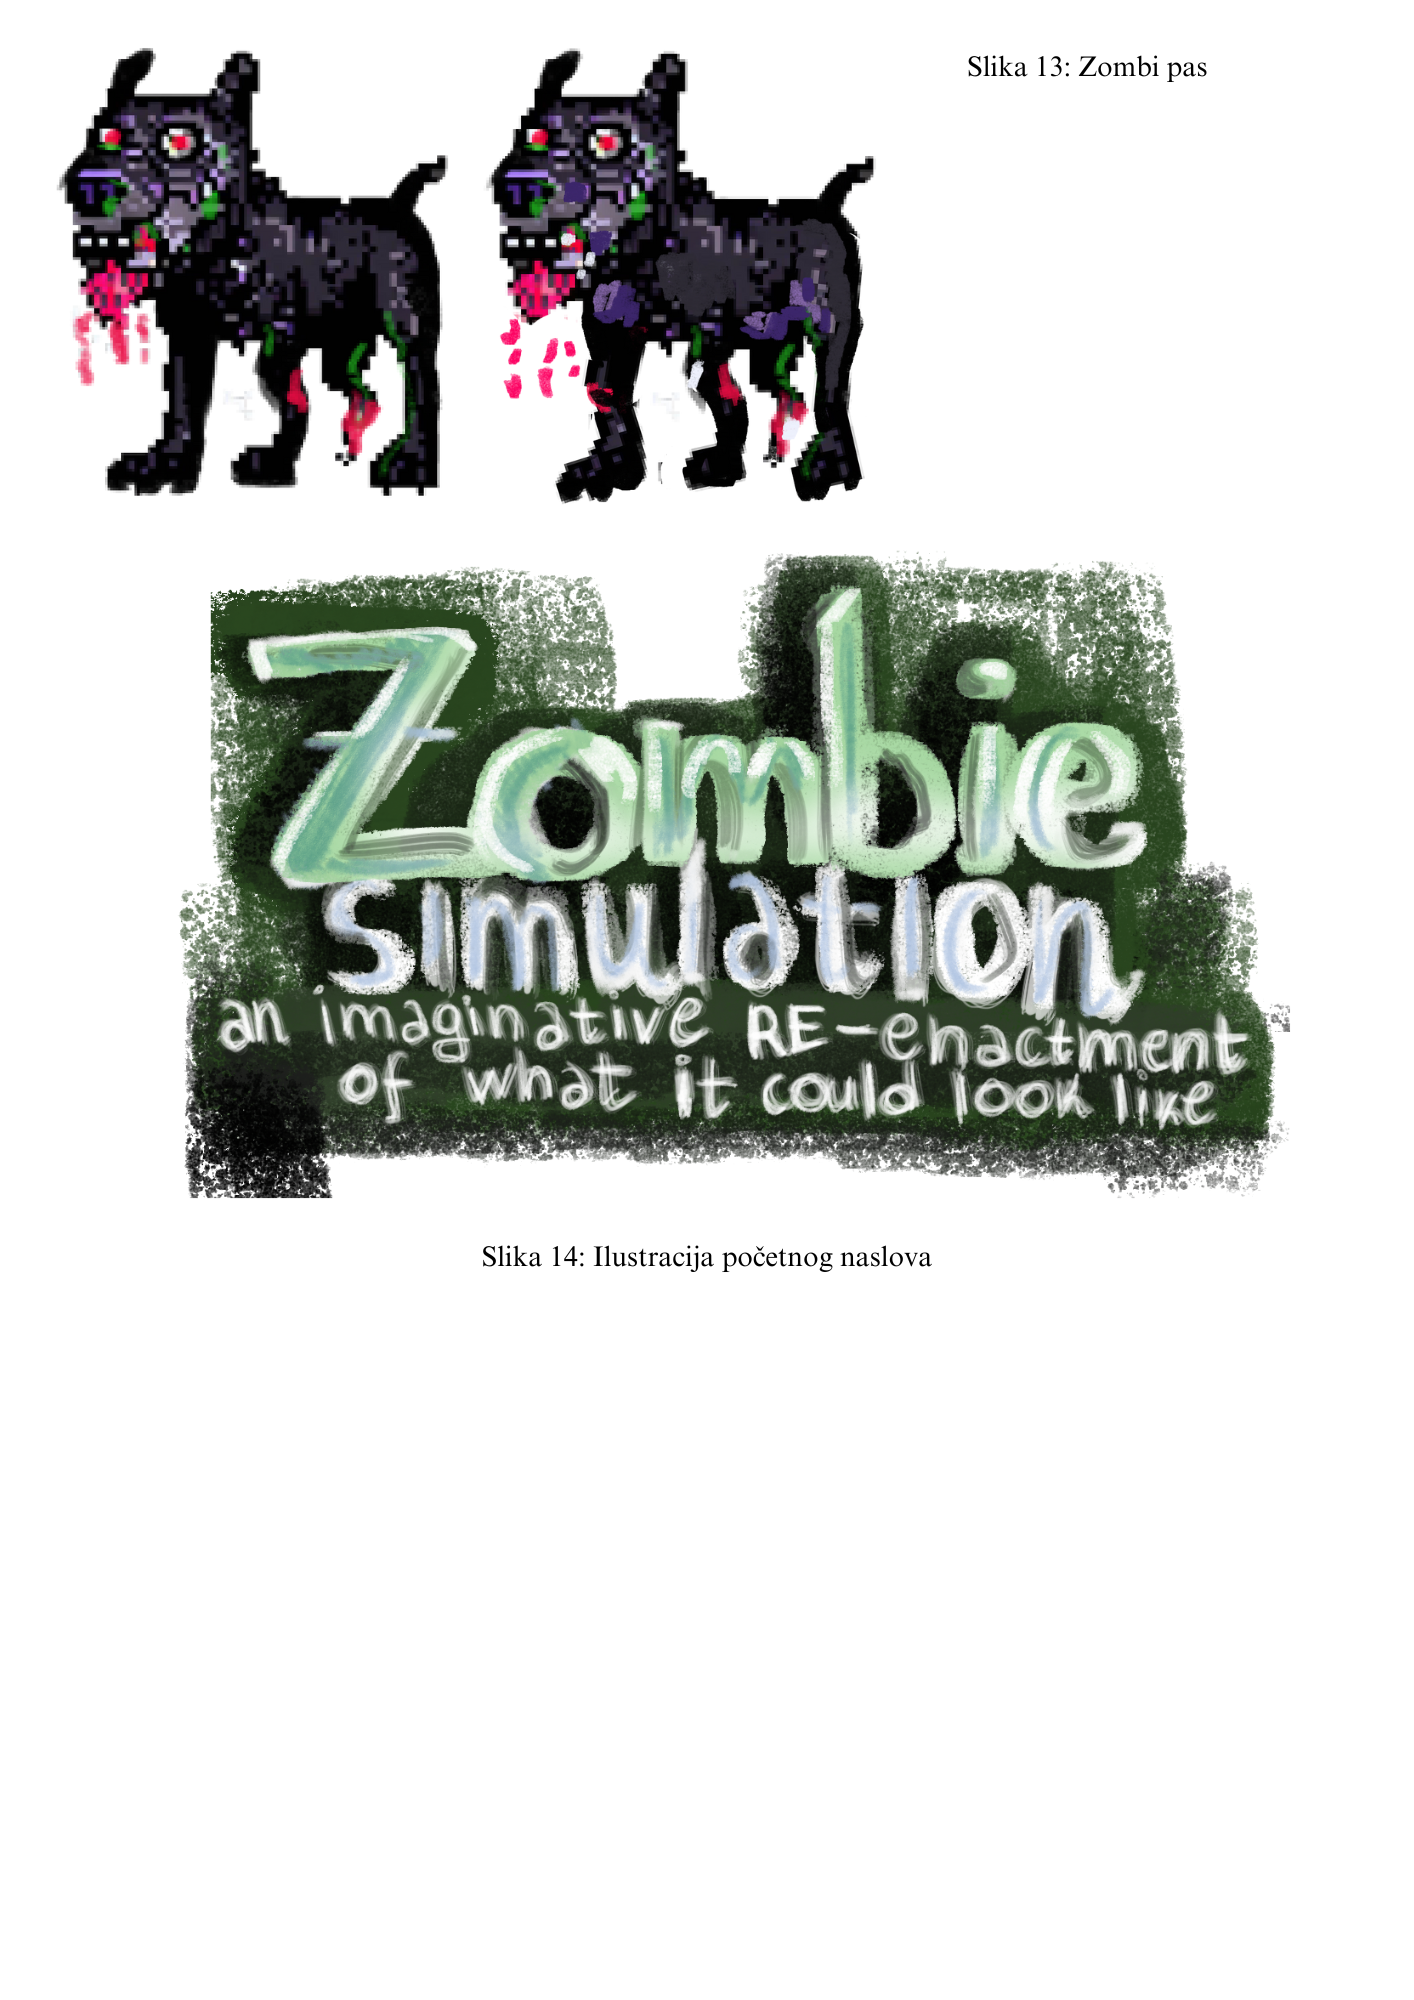 Slika 13: Zombi pas
Zombie
simulation
an imaginative RE-enactment
of what it could look like
Slika 14: Ilustracija početnog naslova